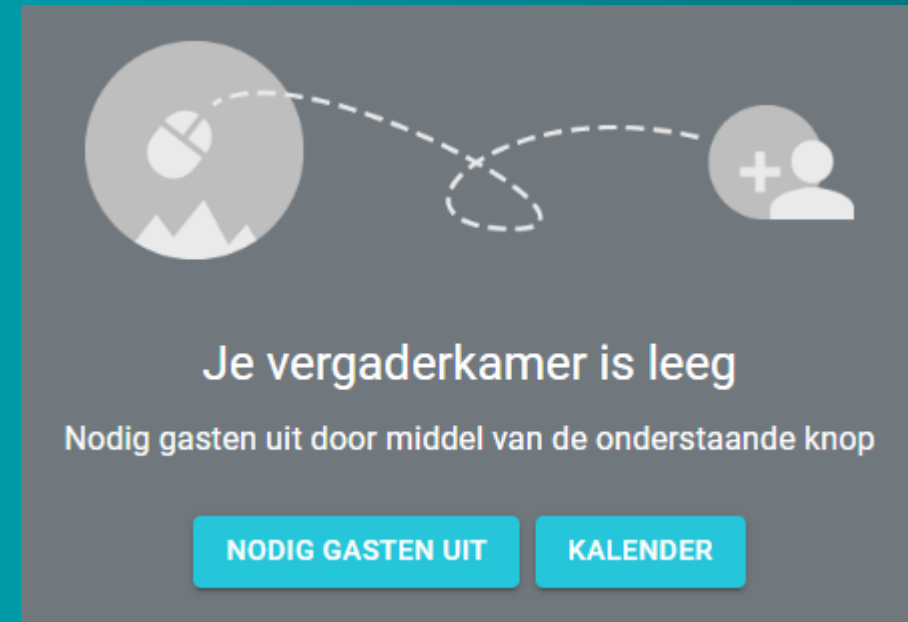 Je vergaderkamer is leeg
Nodig gasten uit door middel van de onderstaande knop
NODIG GASTEN UIT
KALENDER